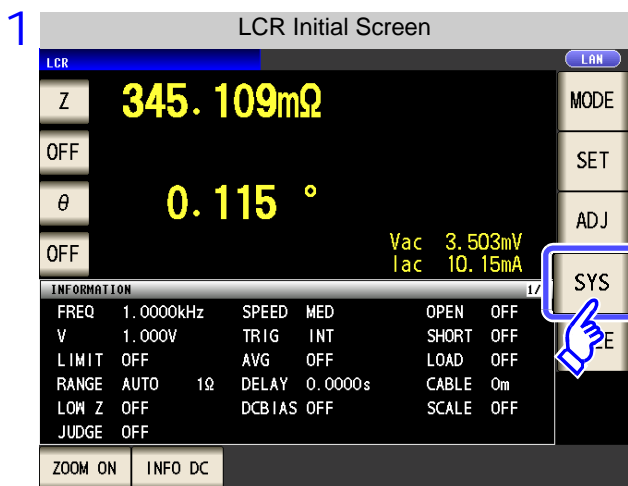 1
LCR Initial Screen
LCR
LAN
Z 345.109mΩ
MODE
OFF
SET
θ 0.115 °
ADJ
OFF
Vac 3.503mV
Iac 10.15mA
SYS
INFORMATION 1/
FREQ 1.0000kHz SPEED MED OPEN OFF
V 1.000V TRIG INT SHORT OFF
LIMIT OFF AVG OFF LOAD OFF
RANGE AUTO 1Ω DELAY 0.0000s CABLE 0m
LOW Z OFF DCBIAS OFF SCALE OFF
JUDGE OFF
ZOOM ON INFO DC